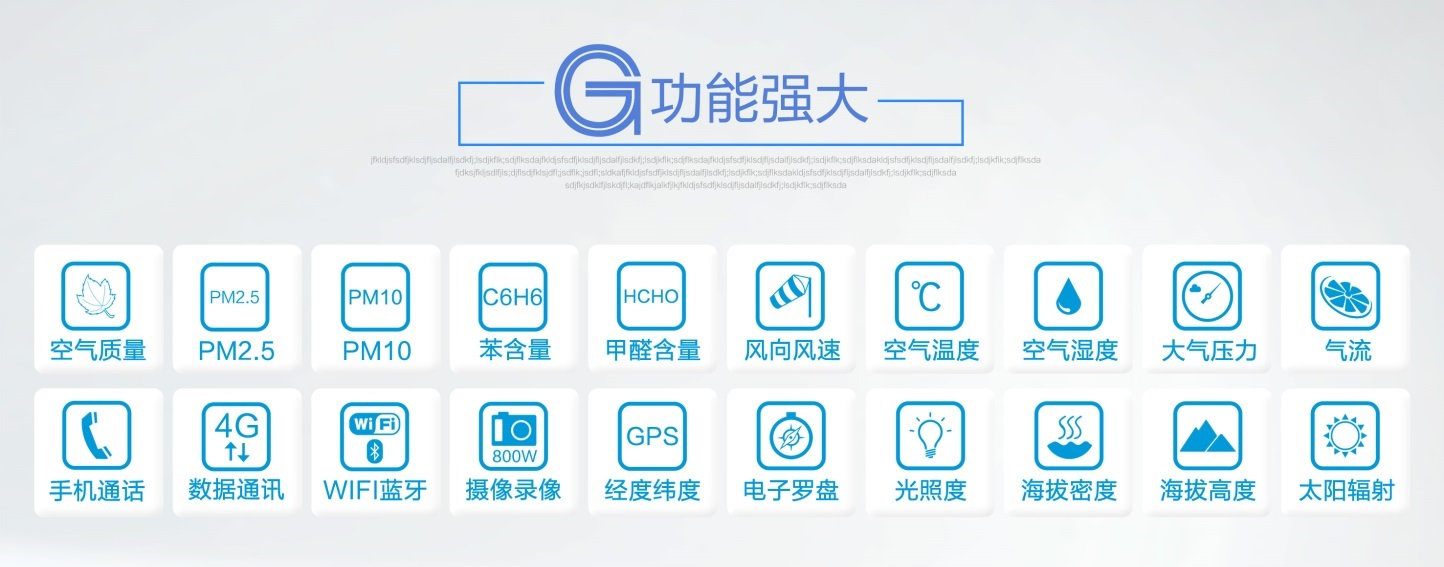 G功能强大
PM2.5
PM10
C6H6
HCHO
℃
空气质量
PM2.5
PM10
苯含量
甲醛含量
风向风速
空气温度
空气湿度
大气压力
气流
4G
WiFi
800W
GPS
手机通话
数据通讯
WIFI蓝牙
摄像录像
经度纬度
电子罗盘
光照度
海拔密度
海拔高度
太阳辐射